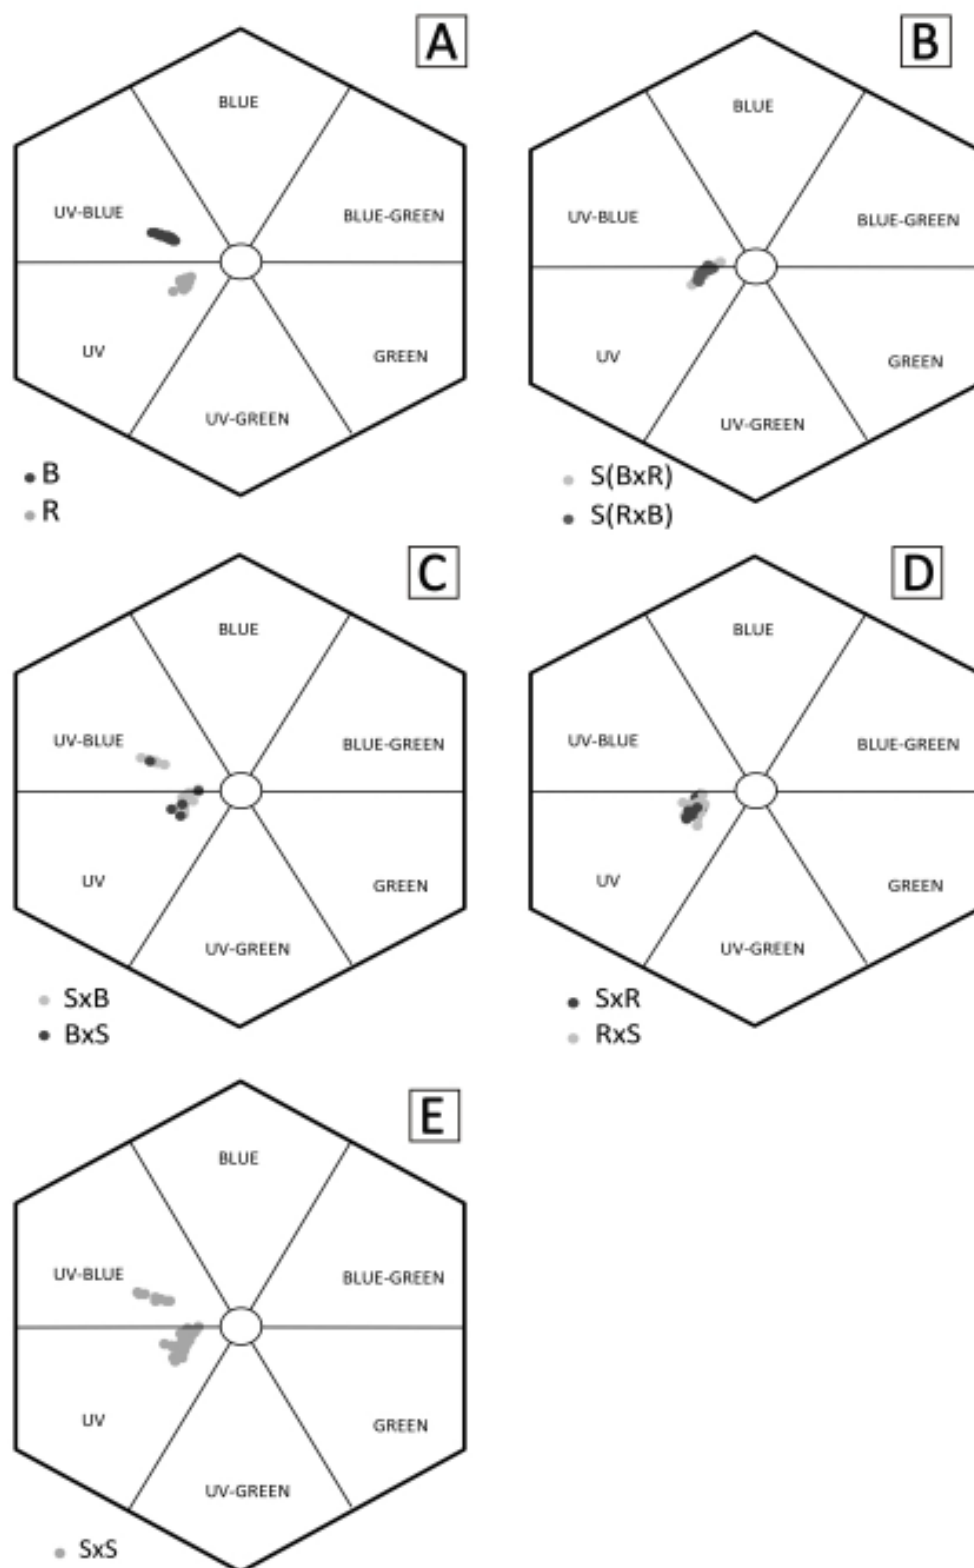 A
BLUE
UV-BLUE
BLUE-GREEN
UV
GREEN
UV-GREEN
B
R
B
BLUE
UV-BLUE
BLUE-GREEN
UV
GREEN
UV-GREEN
S(BxR)
S(RxB)
C
BLUE
UV-BLUE
BLUE-GREEN
UV
GREEN
UV-GREEN
SxB
BxS
D
BLUE
UV-BLUE
BLUE-GREEN
UV
GREEN
UV-GREEN
SxR
RxS
E
BLUE
UV-BLUE
BLUE-GREEN
UV
GREEN
UV-GREEN
SxS